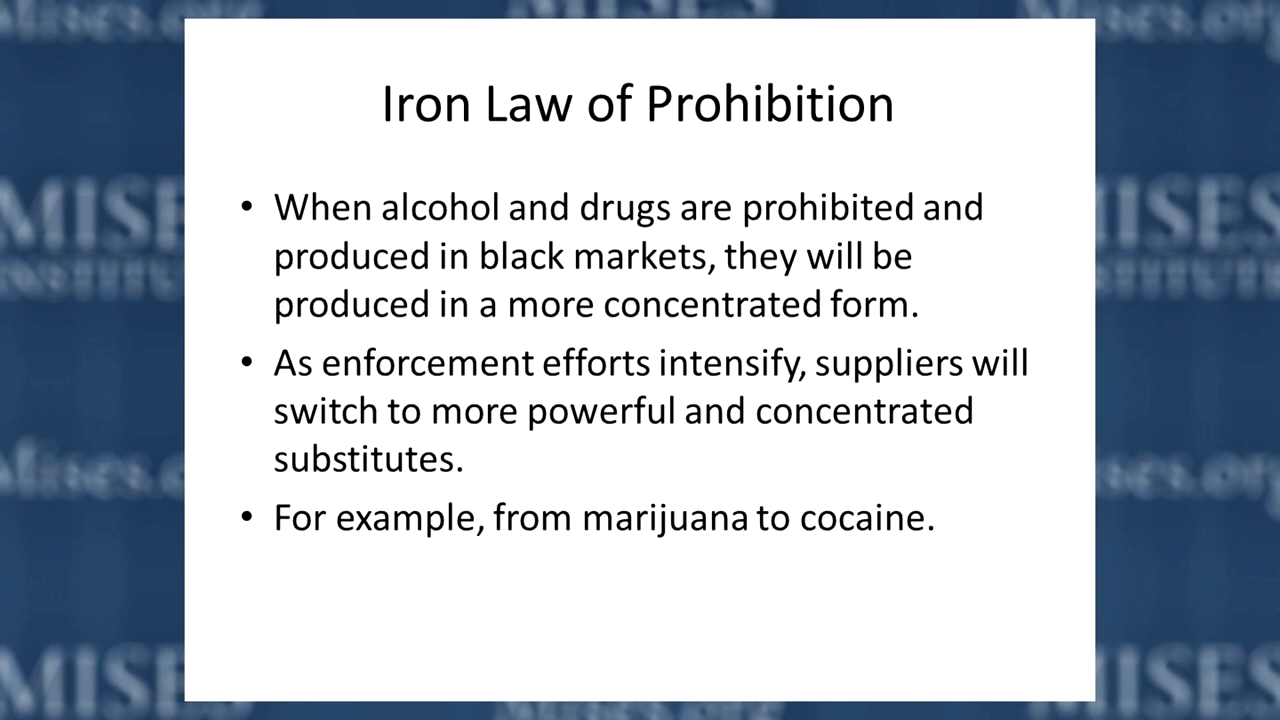 Iron Law of Prohibition
• When alcohol and drugs are prohibited and
produced in black markets, they will be
produced in a more concentrated form.
• As enforcement efforts intensify, suppliers will
switch to more powerful and concentrated
substitutes.
• For example, from marijuana to cocaine.